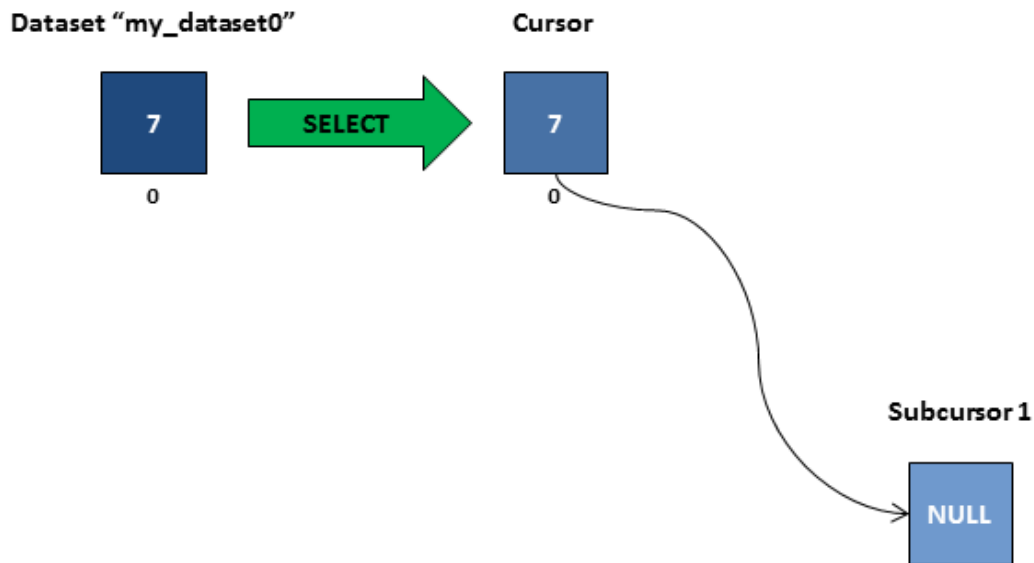 Dataset “my_dataset0”
Cursor
7
SELECT
7
0
0
Subcursor 1
NULL